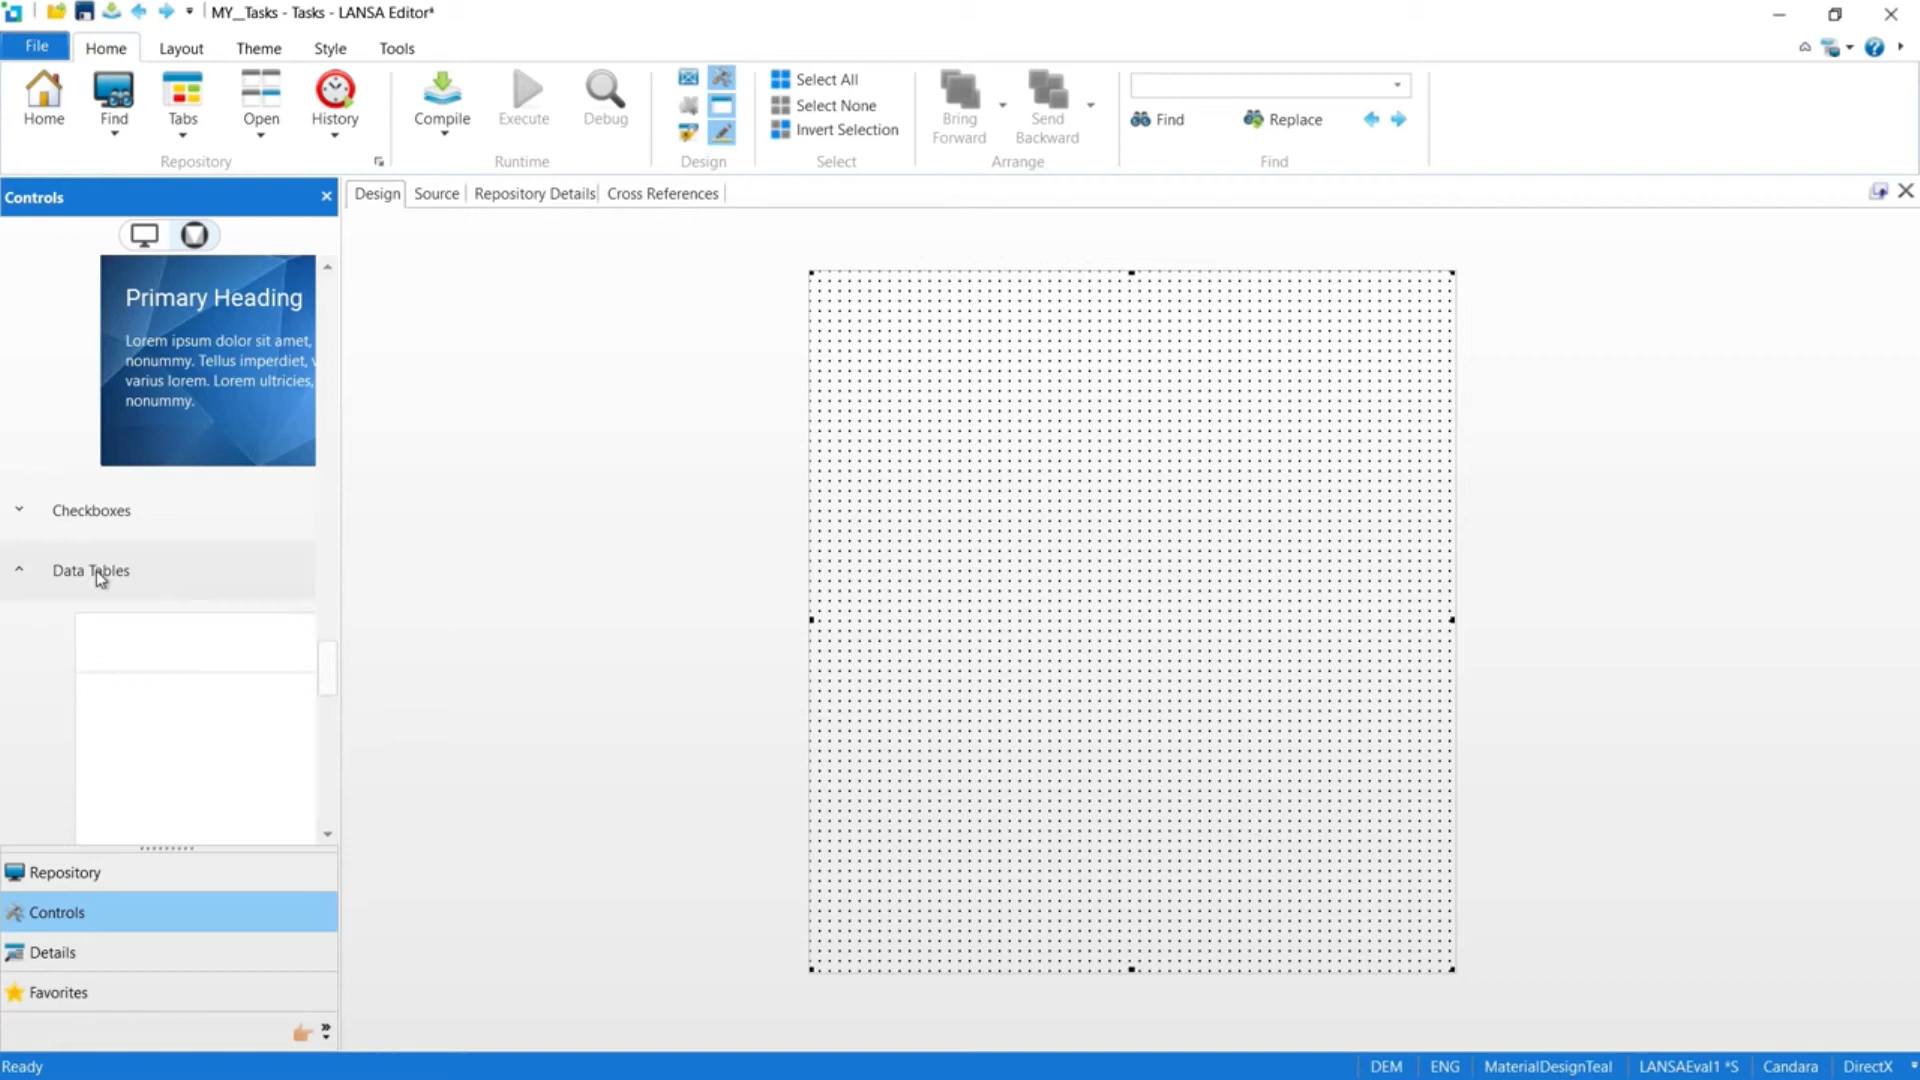 MY__Tasks - Tasks - LANSA Editor*
File
Home
Layout
Theme
Style
Tools
Home
Find
Tabs
Open
History
Repository
Compile
Execute
Debug
Runtime
Design
Select All
Select None
Invert Selection
Select
Bring
Forward
Send
Backward
Arrange
Find
Replace
Find
Controls
Design
Source
Repository Details
Cross References
Primary Heading
Lorem ipsum dolor sit amet,
nonummy. Tellus imperdiet, v
varius lorem. Lorem ultricies,
nonummy.
Checkboxes
Data Tables
Repository
Controls
Details
Favorites
Ready
DEM
ENG
MaterialDesignTeal
LANSAEval1 *S
Candara
DirectX